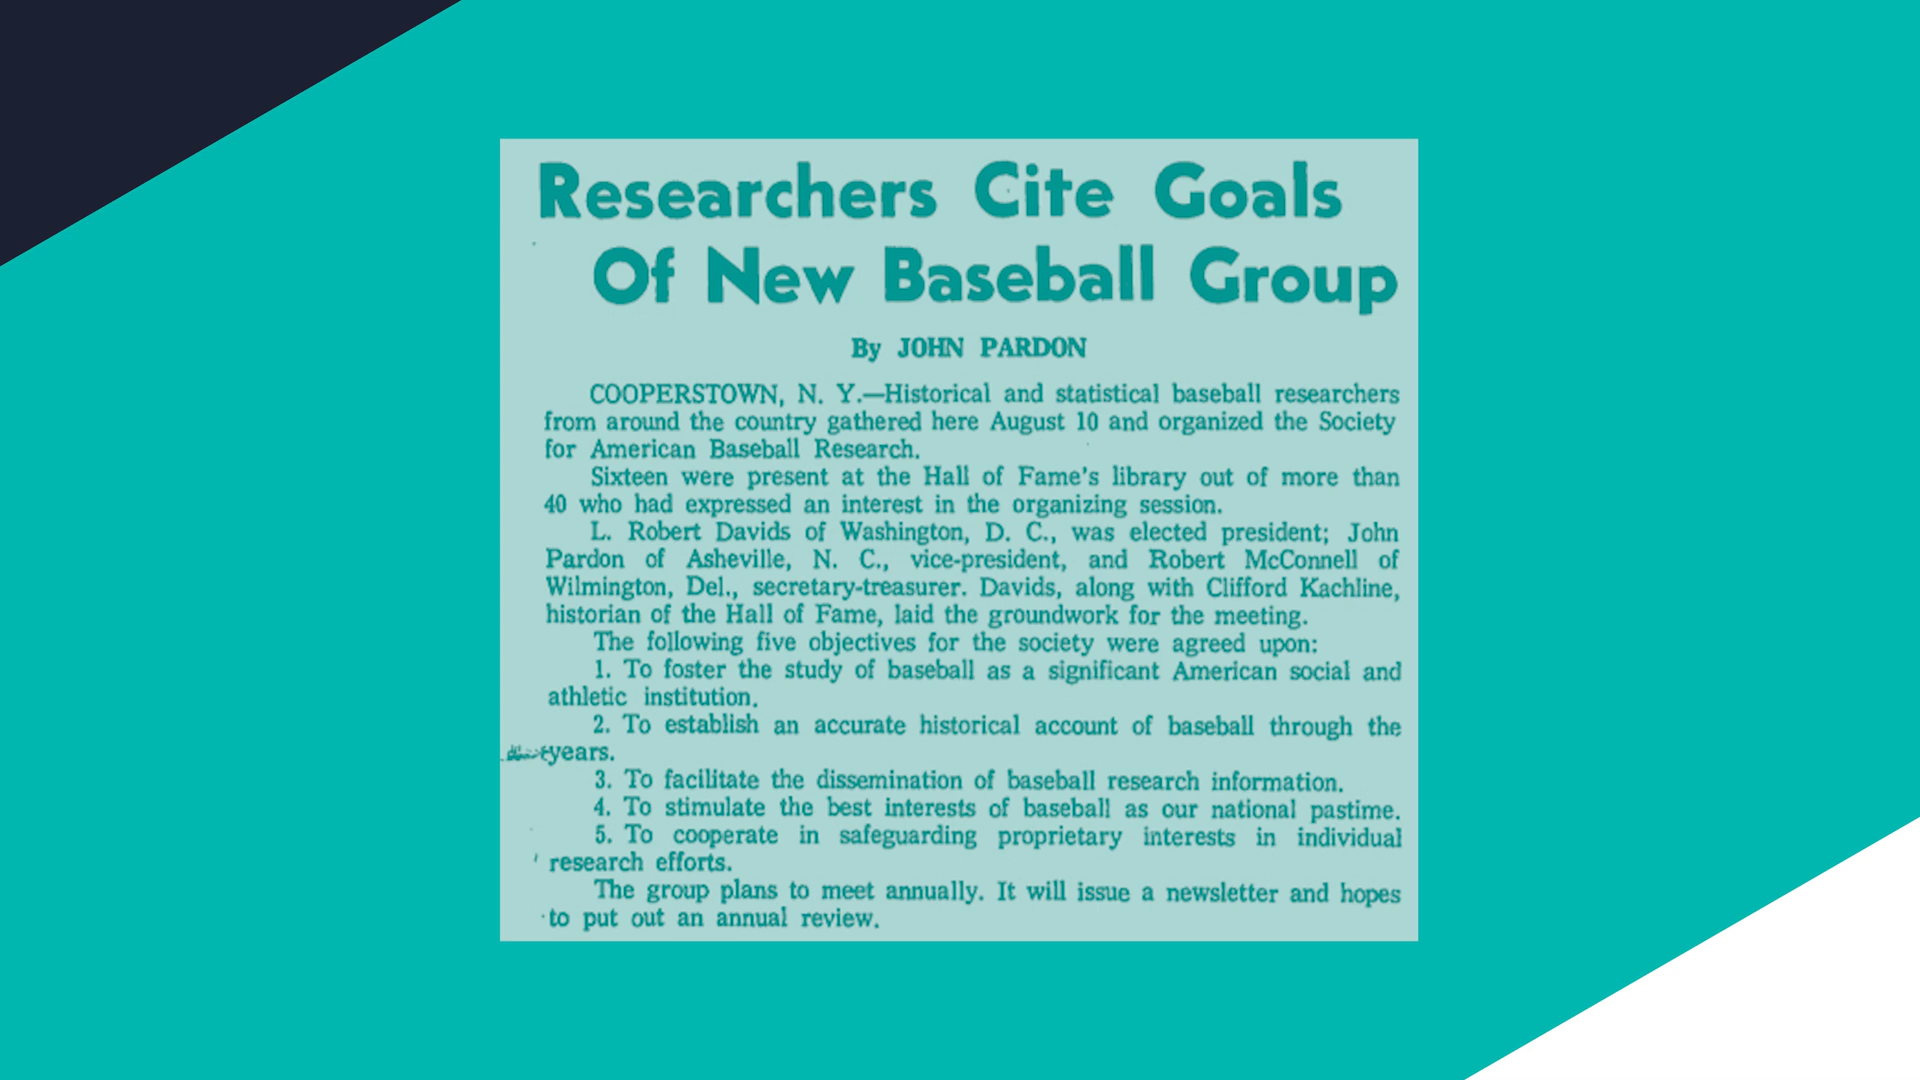 Researchers Cite Goals
Of New Baseball Group
By JOHN PARDON
COOPERSTOWN, N. Y.—Historical and statistical baseball researchers
from around the country gathered here August 10 and organized the Society
for American Baseball Research.
Sixteen were present at the Hall of Fame's library out of more than
40 who had expressed an interest in the organizing session.
L. Robert Davids of Washington, D. C., was elected president; John
Pardon of Asheville, N. C., vice-president, and Robert McConnell of
Wilmington, Del., secretary-treasurer. Davids, along with Clifford Kachline,
historian of the Hall of Fame, laid the groundwork for the meeting.
The following five objectives for the society were agreed upon:
1. To foster the study of baseball as a significant American social and
athletic institution.
2. To establish an accurate historical account of baseball through the
years.
3. To facilitate the dissemination of baseball research information.
4. To stimulate the best interests of baseball as our national pastime.
5. To cooperate in safeguarding proprietary interests in individual
research efforts.
The group plans to meet annually. It will issue a newsletter and hopes
to put out an annual review.